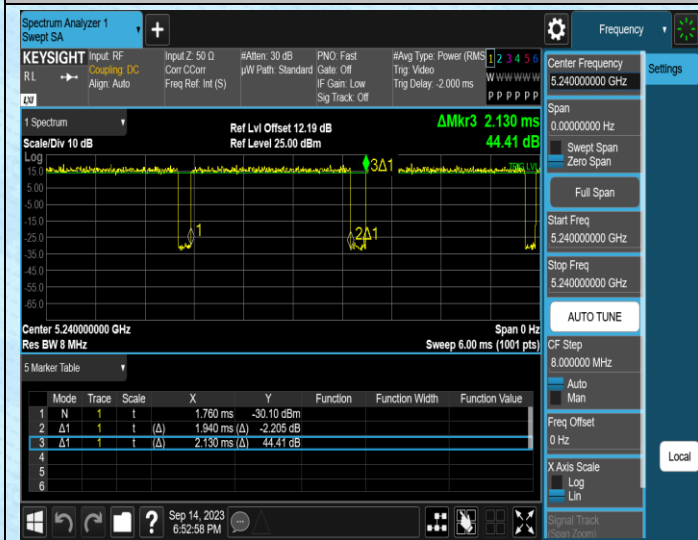 Spectrum Analyzer 1
Swept SA
Frequency
KEYSIGHT
RL
LXI
Input: RF
Coupling: DC
Align: Auto
Input Z: 50 Ω
Corr CCorr
Freq Ref: Int (S)
#Atten: 30 dB
µW Path: Standard
PNO: Fast
Gate: Off
IF Gain: Low
Sig Track: Off
#Avg Type: Power (RMS
Trig: Video
Trig Delay: -2.000 ms
1 2 3 4 5 6
W W W W W W
P P P P P P
1 Spectrum
Scale/Div 10 dB
Log
Ref Lvl Offset 12.19 dB
Ref Level 25.00 dBm
ΔMkr3 2.130 ms
44.41 dB
15.0
5.00
-5.00
-15.0
-25.0
-35.0
-45.0
-55.0
-65.0
3Δ1
TRIG LVL
1
2Δ1
Center 5.240000000 GHz
Res BW 8 MHz
Span 0 Hz
Sweep 6.00 ms (1001 pts)
5 Marker Table
Mode Trace Scale X Y Function Function Width Function Value
1 N 1 t 1.760 ms -30.10 dBm
2 Δ1 1 t (Δ) 1.940 ms (Δ) -2.205 dB
3 Δ1 1 t (Δ) 2.130 ms (Δ) 44.41 dB
4
5
6
?
Sep 14, 2023
6:52:58 PM
Center Frequency
5.240000000 GHz
Span
0.00000000 Hz
Swept Span
Zero Span
Full Span
Start Freq
5.240000000 GHz
Stop Freq
5.240000000 GHz
AUTO TUNE
CF Step
8.000000 MHz
Auto
Man
Freq Offset
0 Hz
X Axis Scale
Log
Lin
Signal Track
(Span Zoom)
Settings
Local